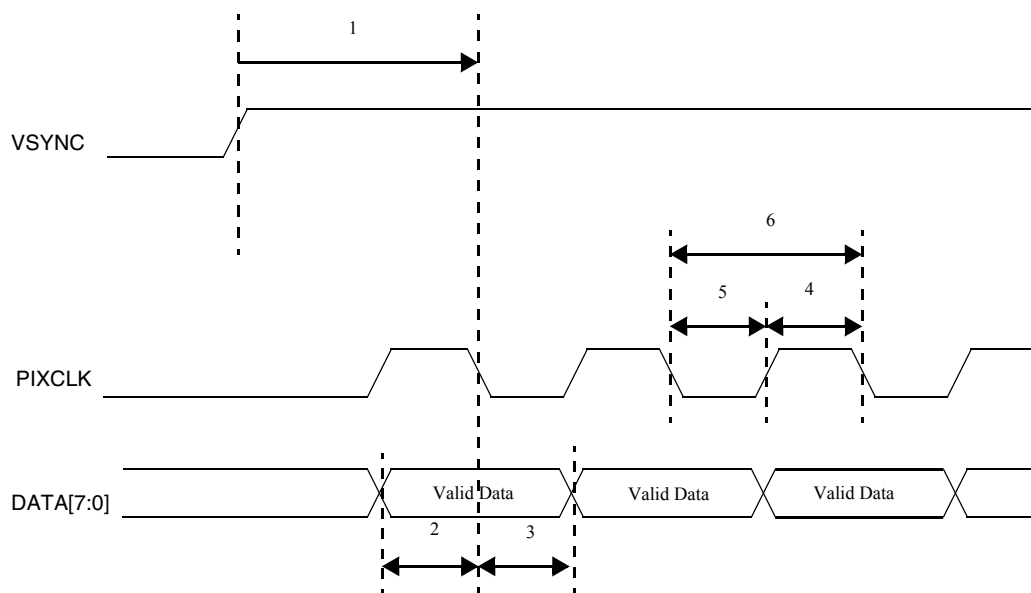 1
VSYNC
6
5
4
PIXCLK
DATA[7:0]
Valid Data
Valid Data
Valid Data
2
3